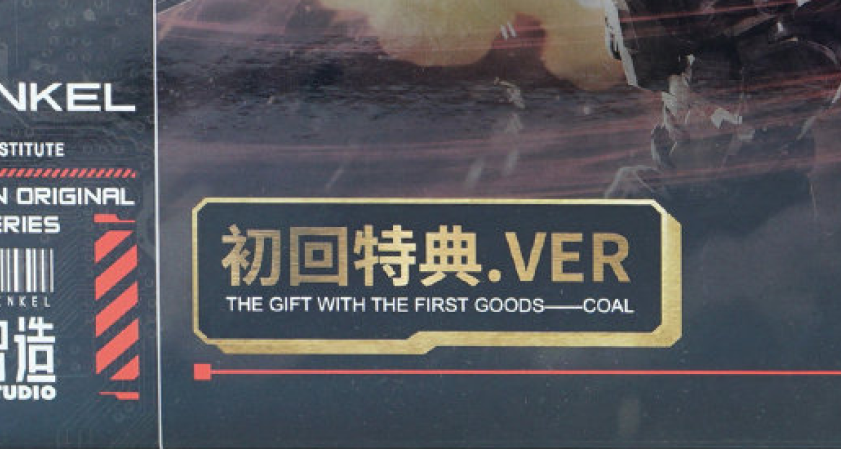 NKEL
STITUTE
N ORIGINAL
ERIES
NKEL
造
TUDIO
初回特典.VER
THE GIFT WITH THE FIRST GOODS——COAL